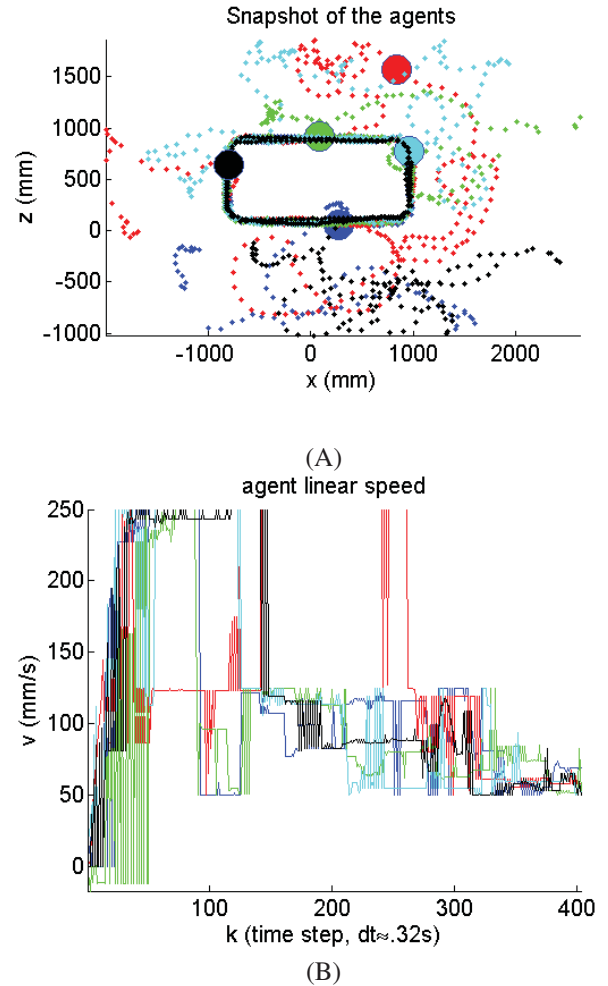 Snapshot of the agents
1500
1000
500
0
-500
-1000
z (mm)
-1000 0 1000 2000
x (mm)
(A)
agent linear speed
250
200
150
100
50
0
v (mm/s)
100 200 300 400
k (time step, dt≈.32s)
(B)